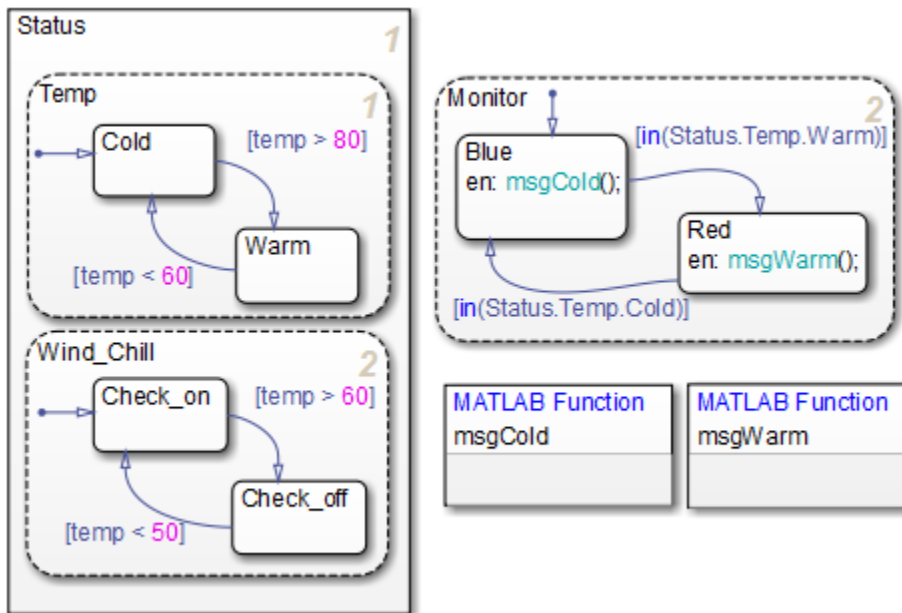 Status
1
Temp
1
Cold
[temp > 80]
Warm
[temp < 60]
Wind_Chill
2
Check_on
[temp > 60]
Check_off
[temp < 50]
Monitor
2
Blue
en: msgCold();
[in(Status.Temp.Warm)]
Red
en: msgWarm();
[in(Status.Temp.Cold)]
MATLAB Function
msgCold
MATLAB Function
msgWarm